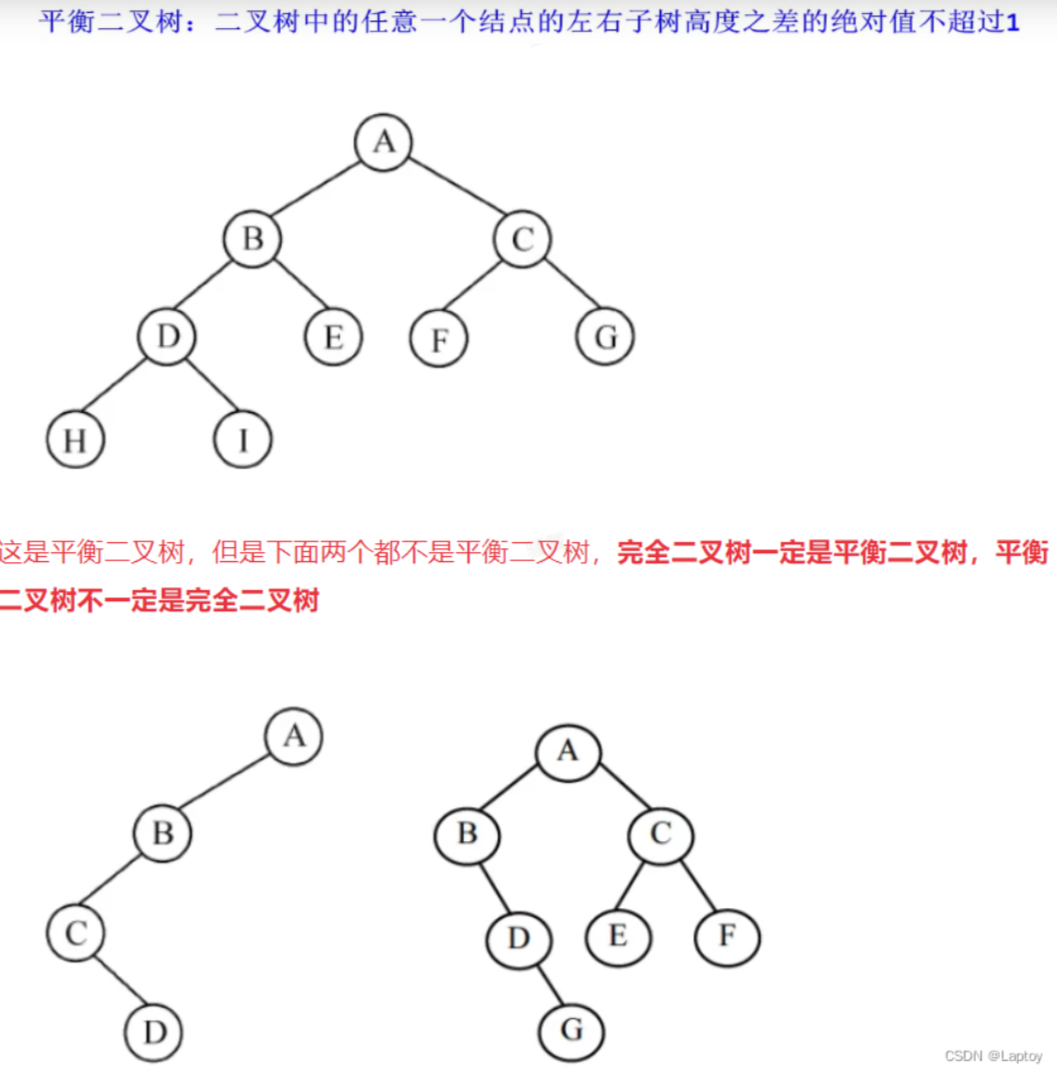 平衡二叉树：二叉树中的任意一个结点的左右子树高度之差的绝对值不超过1
A
B
C
D
E
F
G
H
I
这是平衡二叉树，但是下面两个都不是平衡二叉树，完全二叉树一定是平衡二叉树，平衡
二叉树不一定是完全二叉树
A
B
C
D
A
B
C
D
E
F
G
CSDN @Laptoy